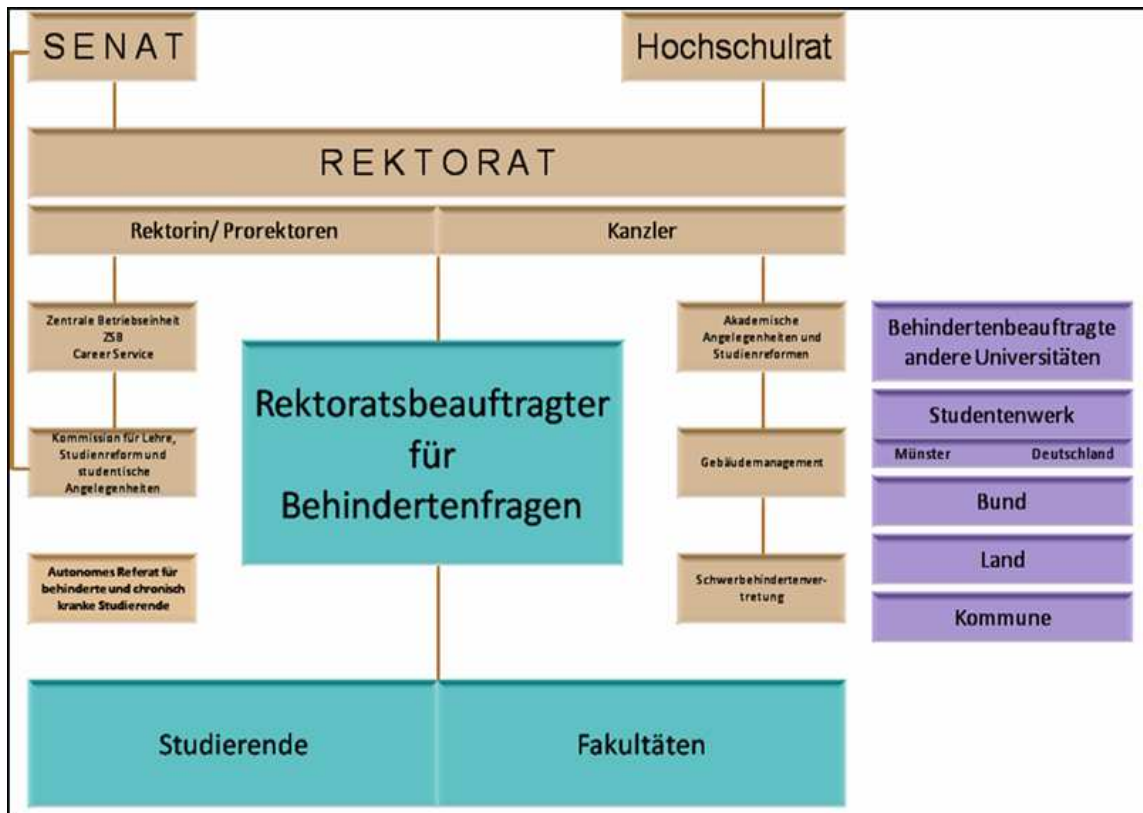 SENAT
Hochschulrat
REKTORAT
Rektorin/ Prorektoren
Kanzler
Zentrale Betriebseinheit
ZSB
Career Service
Kommission für Lehre,
Studienreform und
studentische
Angelegenheiten
Autonomes Referat für
behinderte und chronisch
kranke Studierende
Rektoratsbeauftragter
für
Behindertenfragen
Akademische
Angelegenheiten und
Studienreformen
Gebäudemanagement
Schwerbehindertenver-
tretung
Behindertenbeauftragte
andere Universitäten
Studentenwerk
Münster Deutschland
Bund
Land
Kommune
Studierende
Fakultäten